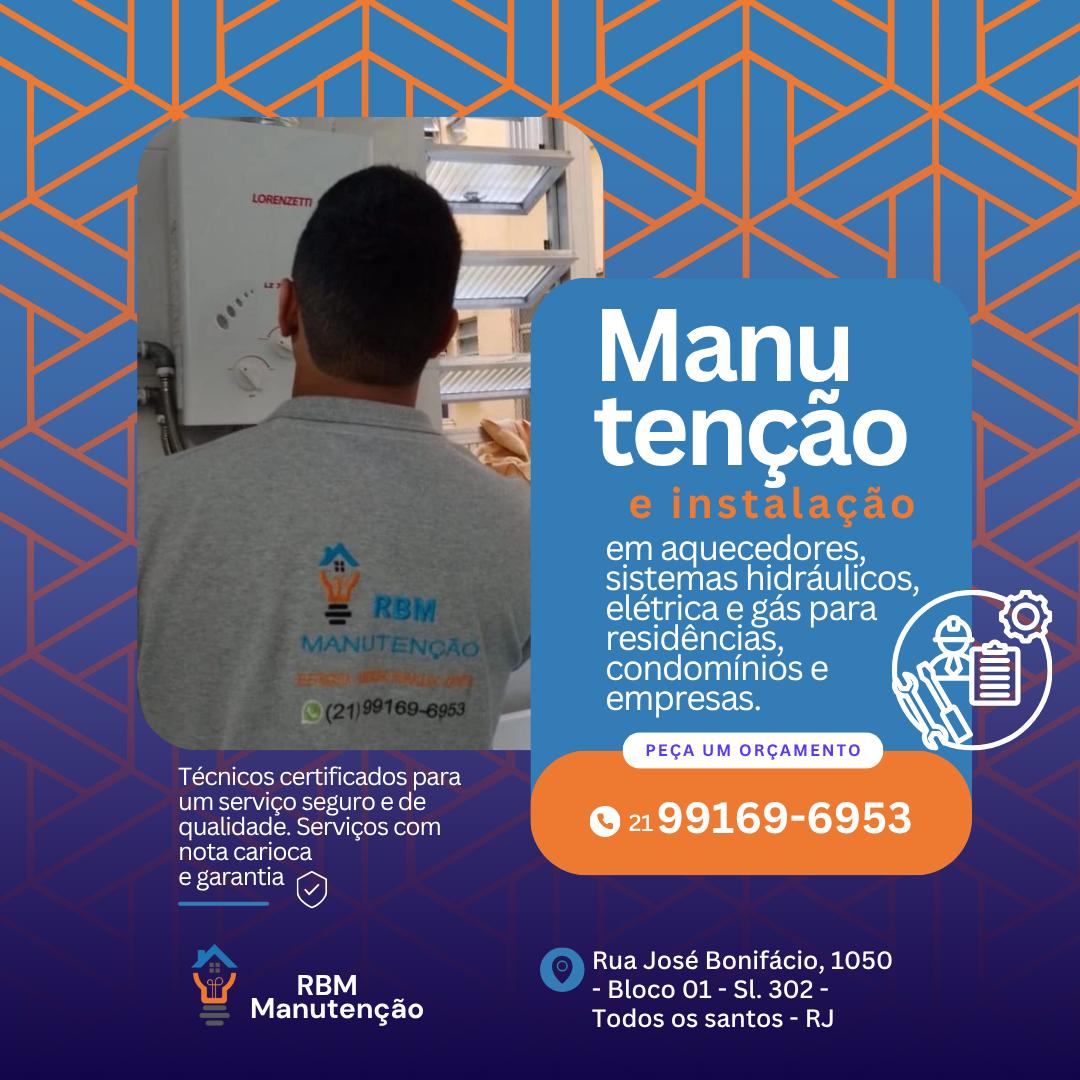 LORENZETTI
RBM
MANUTENÇÃO
(21)99169-6953
Manu
tenção
e instalação
em aquecedores,
sistemas hidráulicos,
elétrica e gás para
residências,
condomínios e
empresas.
PEÇA UM ORÇAMENTO
21 99169-6953
Técnicos certificados para
um serviço seguro e de
qualidade. Serviços com
nota carioca
e garantia
RBM
Manutenção
Rua José Bonifácio, 1050
- Bloco 01 - Sl. 302 -
Todos os santos - RJ